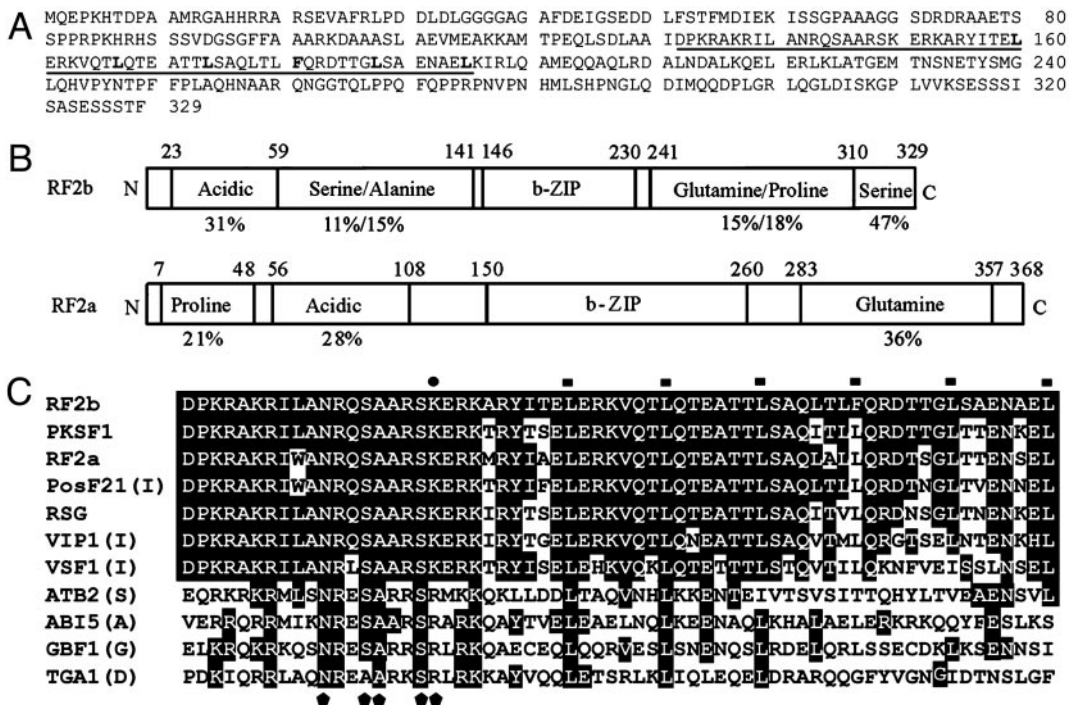 A
MQEPKHTDPA AMRGAHHRRA RSEVAFRLPD DLDLGGGGAG AFDEIGSEDD LFSTFMDIEK ISSGPAAAGG SDRDRAAETS 80
SPPRPKHRHS SSVDGSGFFA AARKDAAASL AEVMEAKKAM TPEQLSDLAA IDPKRAKRIL ANRQSAARSK ERKARYITEL 160
ERKVQTLQTE ATTLSAQLTL FQRDTTGLSA ENAELKIRLQ AMEQQAQLRD ALNDALKQEL ERLKLATGEM TNSNETYSMG 240
LQHVPYNTPF FPLAQHNAAR QNGGTQLPPQ FQPPRPNVPN HMLSHPNGLQ DIMQQDPLGR LQGLDISKGP LVVKSESSSI 320
SASESSSTF 329
B
23 59 141 146 230 241 310 329
RF2b N Acidic Serine/Alanine b-ZIP Glutamine/Proline Serine C
31% 11%/15% 15%/18% 47%
7 48 56 108 150 260 283 357 368
RF2a N Proline Acidic b-ZIP Glutamine C
21% 28% 36%
C
RF2b DPKRAKRILANRQSAARSKERKARYITELERKVQTLQTEATTLSAQLTLFQRDTTGLSAENAEL
PKSF1 DPKRAKRILANRQSAARSKERKTRYTSELERKVQTLQTEATTLSAQITLLQRDTTGLTTENKEL
RF2a DPKRAKRIWANRQSAARSKERKMRYIAELERKVQTLQTEATTLSAQLALLQRDTSGLTTENSEL
PosF21(I) DPKRAKRIWANRQSAARSKERKTRYIFELERKVQTLQTEATTLSAQLTLLQRDTNGLTVENNEL
RSG DPKRAKRILANRQSAARSKERKTRYTSELERKVQTLQTEATTLSAQITVLQRDNSGLTNENKEL
VIP1(I) DPKRAKRILANRQSAARSKERKIRYTGELERKVQTLQNEATTLSAQVTMLQRGTSELNTENKHL
VSF1(I) DPKRAKRILANRLSAARSKERKTRYISELEHKVQKLQTETTTLSTQVTILQKNFVEISSLNSEL
ATB2(S) EQRKRKRMLSNRESARRSRMKKQKLLDDLTAQVNHLKKENTEIVTSVSITTQHYLTVEAENSVL
ABI5(A) VERRQRRMIKNRESAARSRARKQAYTVELEAELNQLKEENAQLKHALAELERKRKQQYFESLKS
GBF1(G) ELKRQKRKQSNRESARRSRLRKQAECEQLQQRVESLSNENQSLRDELQRLSSECDKLKSENNSI
TGA1(D) PDKIQRRLAQNREAARKSRLRKKAYVQQLETSRLKLIQLEQELDRARQQGFYVGNGIDTNSLGF